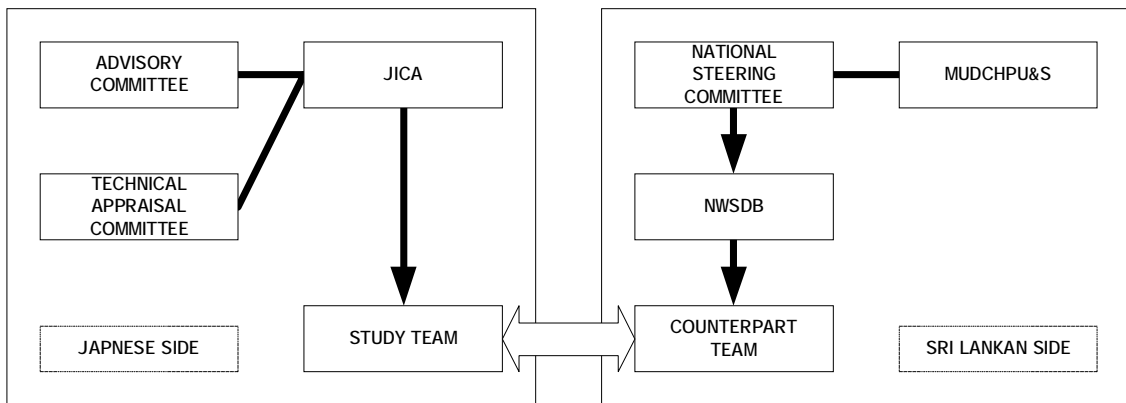 ADVISORY
COMMITTEE
JICA
TECHNICAL
APPRAISAL
COMMITTEE
STUDY TEAM
JAPNESE SIDE
NATIONAL
STEERING
COMMITTEE
MUDCHPU&S
NWSDB
COUNTERPART
TEAM
SRI LANKAN SIDE